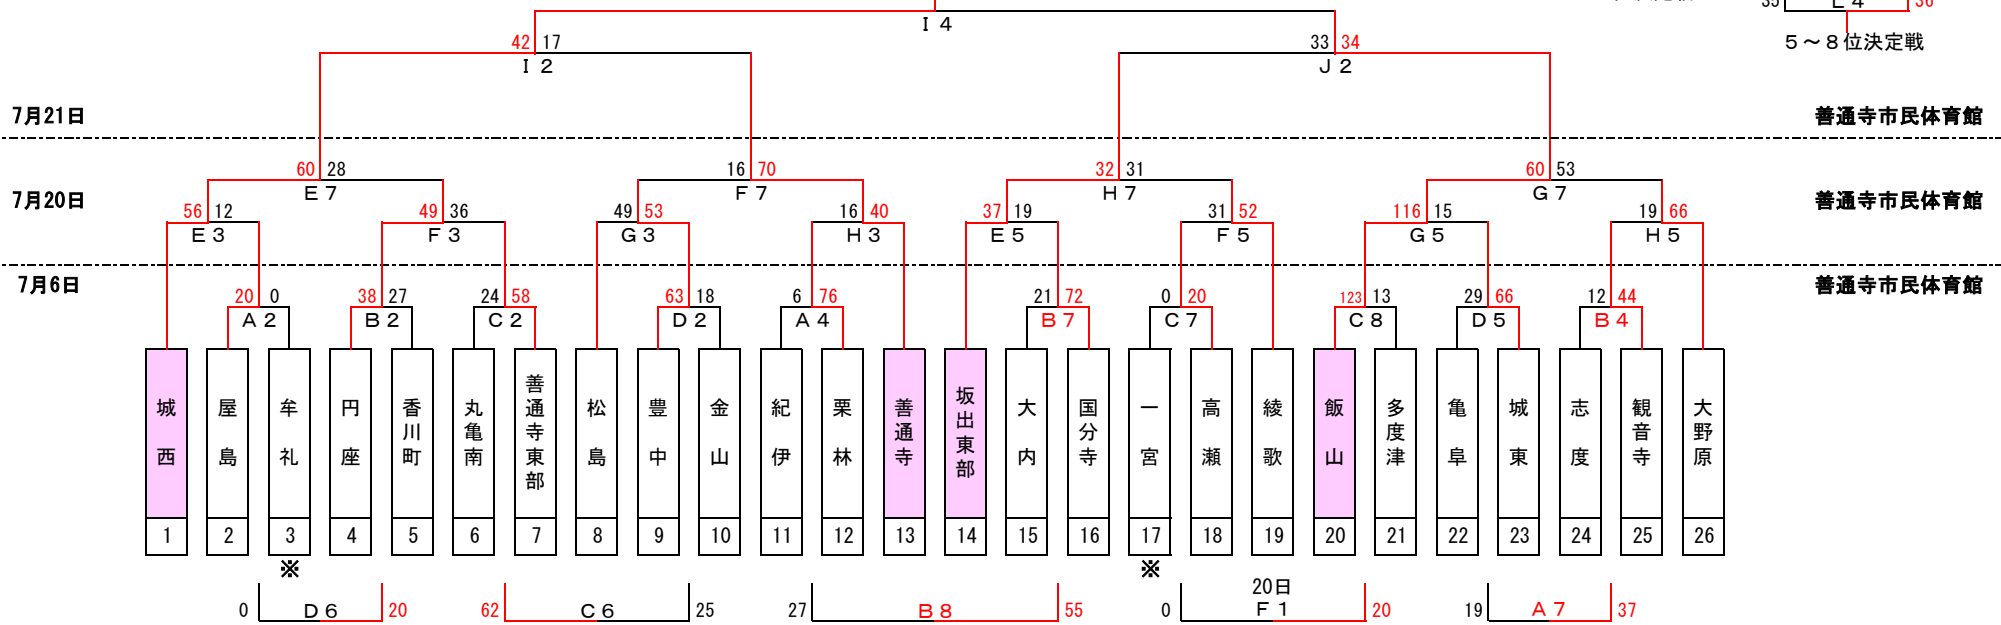 35 E４ 36
Ｉ４
42 17
33 34
５～８位決定戦
Ｉ２
Ｊ２
7月21日
善通寺市民体育館
60 28
16 70
32 31
60 53
7月20日
Ｅ７
Ｆ７
Ｈ７
Ｇ７
善通寺市民体育館
56 12
49 36
49 53
16 40
37 19
31 52
116 15
19 66
Ｅ３
Ｆ３
Ｇ３
Ｈ３
Ｅ５
Ｆ５
Ｇ５
Ｈ５
7月6日
善通寺市民体育館
20 0
38 27
24 58
63 18
6 76
21 72
0 20
123 13
29 66
12 44
Ａ２
Ｂ２
Ｃ２
Ｄ２
Ａ４
Ｂ７
Ｃ７
Ｃ８
Ｄ５
Ｂ４
城西
屋島
牟礼
円座
香川町
丸亀南
善通寺東部
松島
豊中
金山
紀伊
栗林
善通寺
坂出東部
大内
国分寺
一宮
高瀬
綾歌
飯山
多度津
亀阜
城東
志度
観音寺
大野原
1 2 3 4 5 6 7 8 9 10 11 12 13 14 15 16 17 18 19 20 21 22 23 24 25 26
※ ※
20日
0 Ｄ６ 20
62 Ｃ６ 25
27 Ｂ８ 55
0 Ｆ１ 20
19 Ａ７ 37